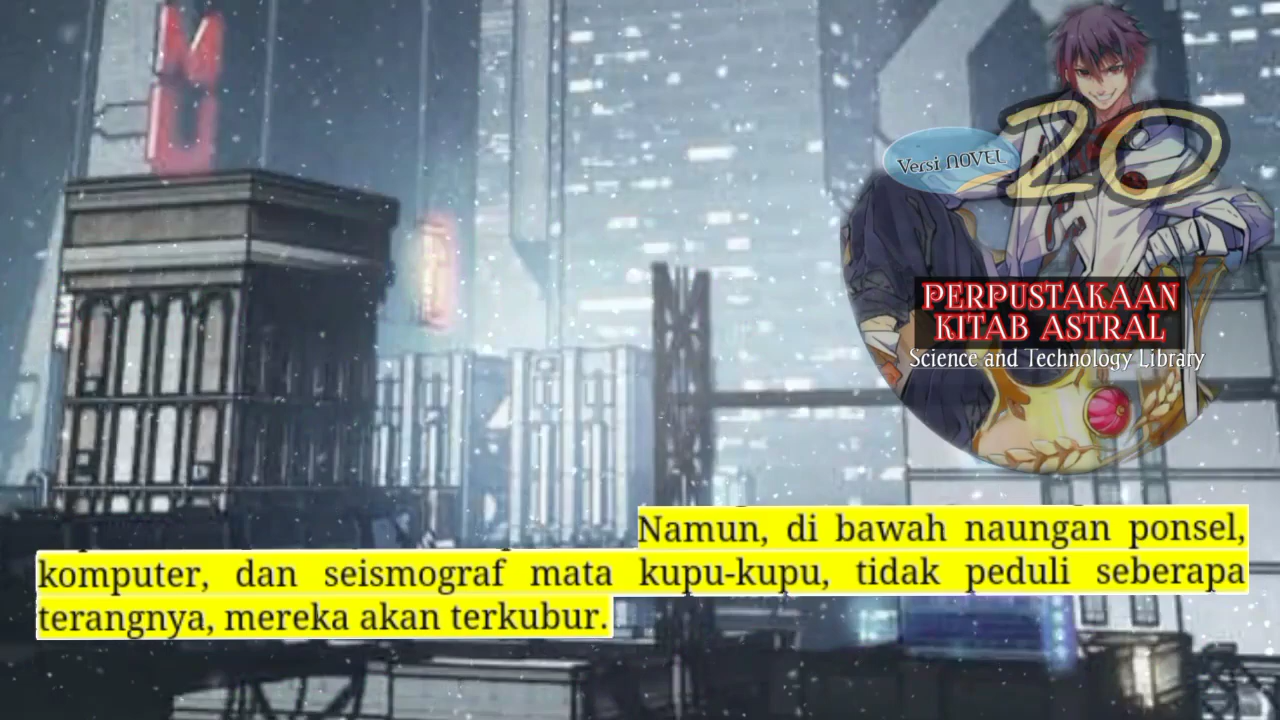 MU
Versi NOVEL
20
PERPUSTAKAAN
KITAB ASTRAL
Science and Technology Library
Namun, di bawah naungan ponsel,
komputer, dan seismograf mata kupu-kupu, tidak peduli seberapa
terangnya, mereka akan terkubur.